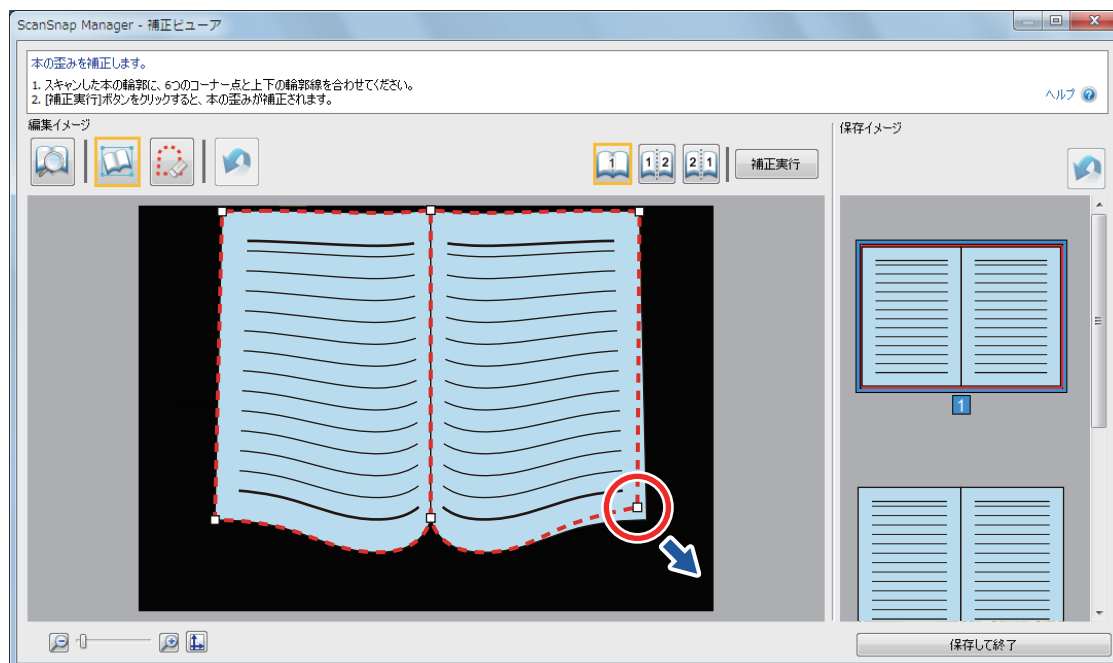 ScanSnap Manager - 補正ビューア
本の歪みを補正します。
1. スキャンした本の輪郭に、6つのコーナー点と上下の輪郭線を合わせてください。
2. [補正実行]ボタンをクリックすると、本の歪みが補正されます。
ヘルプ
編集イメージ
保存イメージ
1
1 2
2 1
補正実行
1
保存して終了